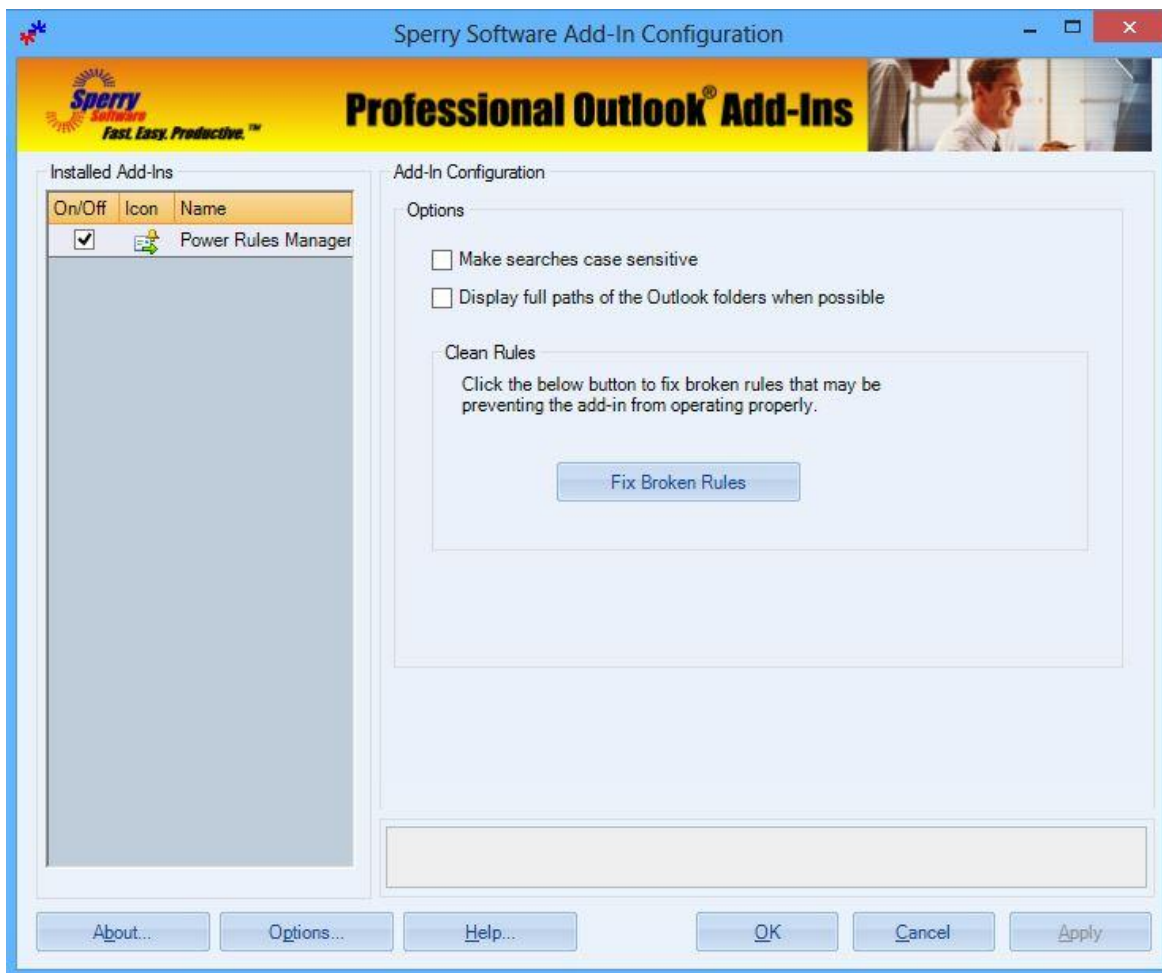 Sperry Software Add-In Configuration
Sperry
Software
Fast. Easy. Productive.™
Professional Outlook® Add-Ins
Installed Add-Ins
On/Off Icon Name
Power Rules Manager
Add-In Configuration
Options
Make searches case sensitive
Display full paths of the Outlook folders when possible
Clean Rules
Click the below button to fix broken rules that may be
preventing the add-in from operating properly.
Fix Broken Rules
About... Options... Help... OK Cancel Apply